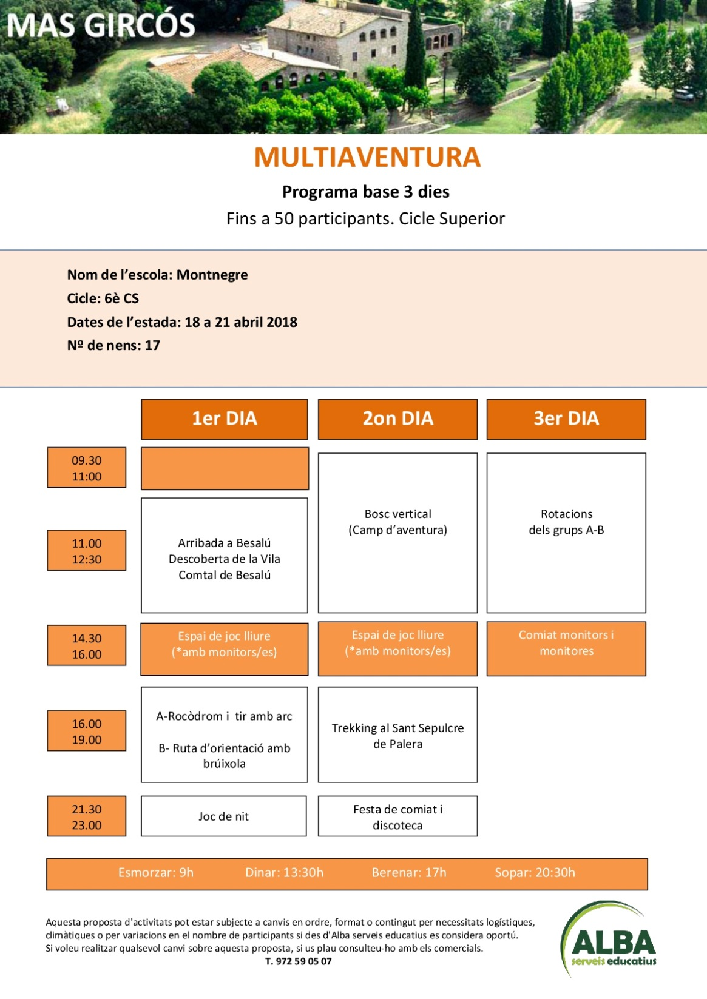 MAS GIRCÓS
MULTIAVENTURA
Programa base 3 dies
Fins a 50 participants. Cicle Superior
Nom de l’escola: Montnegre
Cicle: 6è CS
Dates de l’estada: 18 a 21 abril 2018
Nº de nens: 17
1er DIA
2on DIA
3er DIA
09.30
11:00
Bosc vertical
(Camp d’aventura)
Rotacions
dels grups A-B
11.00
12:30
Arribada a Besalú
Descoberta de la Vila
Comtal de Besalú
14.30
16.00
Espai de joc lliure
(*amb monitors/es)
Espai de joc lliure
(*amb monitors/es)
Comiat monitors i
monitores
16.00
19.00
A-Rocòdrom i  tir amb arc
B- Ruta d’orientació amb
brúixola
Trekking al Sant Sepulcre
de Palera
21.30
23.00
Joc de nit
Festa de comiat i
discoteca
Esmorzar: 9h Dinar: 13:30h Berenar: 17h Sopar: 20:30h
Aquesta proposta d'activitats pot estar subjecte a canvis en ordre, format o contingut per necessitats logístiques,
climàtiques o per variacions en el nombre de participants si des d'Alba serveis educatius es considera oportú.
Si voleu realitzar qualsevol canvi sobre aquesta proposta, si us plau consulteu-ho amb els comercials.
T. 972 59 05 07
ALBA
serveis educatius